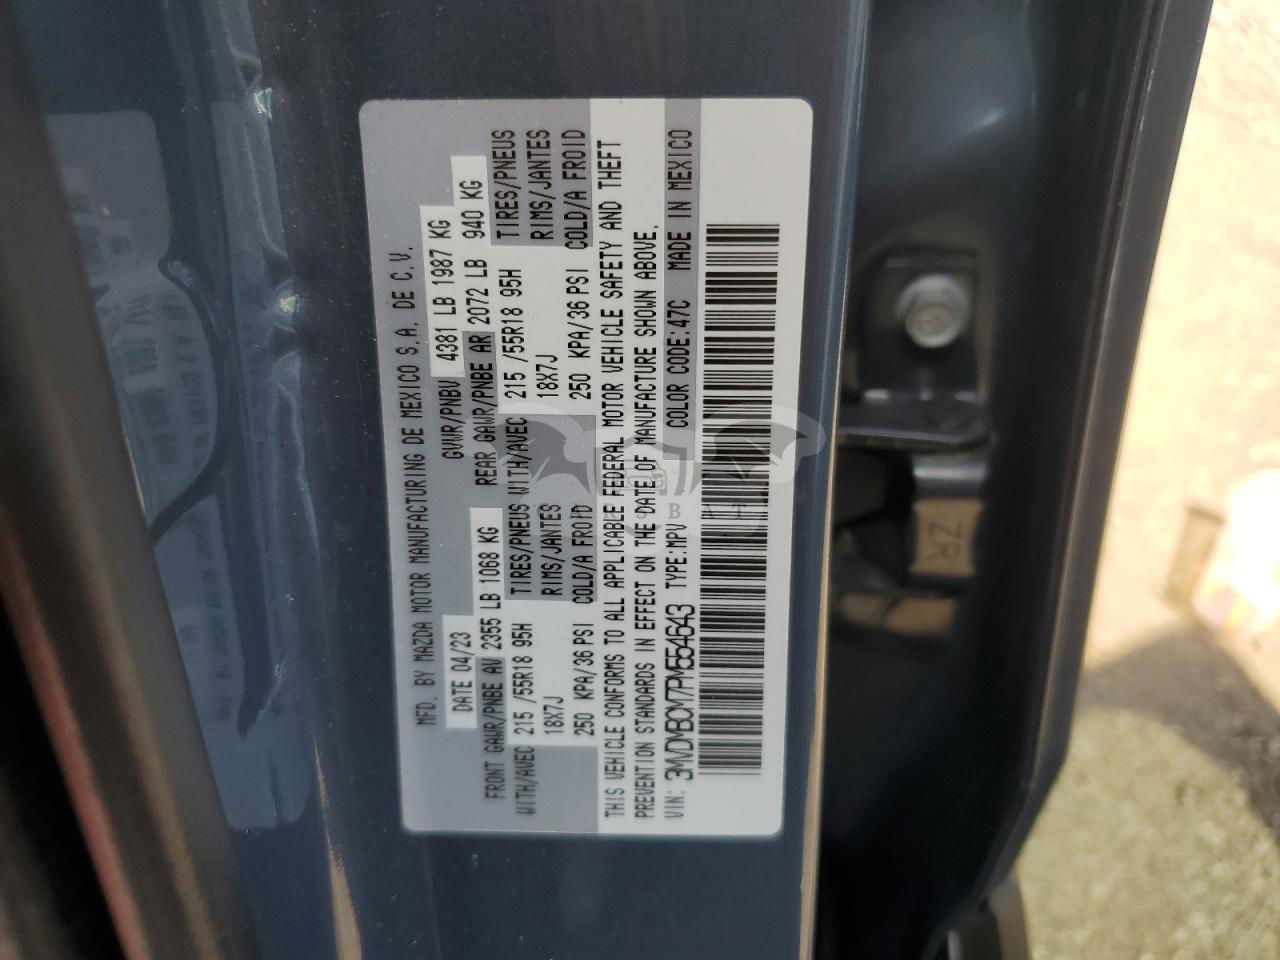 MFD. BY MAZDA MOTOR MANUFACTURING DE MEXICO S.A. DE C.V.
DATE 04/23 GVWR/PNBV 4381 LB 1987 KG
FRONT GAWR/PNBE AV 2355 LB 1068 KG REAR GAWR/PNBE AR 2072 LB 940 KG
WITH/AVEC 215 /55R18 95H TIRES/PNEUS WITH/AVEC 215 /55R18 95H TIRES/PNEUS
18X7J RIMS/JANTES 18X7J RIMS/JANTES
250 KPA/36 PSI COLD/A FROID 250 KPA/36 PSI COLD/A FROID
THIS VEHICLE CONFORMS TO ALL APPLICABLE FEDERAL MOTOR VEHICLE SAFETY AND THEFT
PREVENTION STANDARDS IN EFFECT ON THE DATE OF MANUFACTURE SHOWN ABOVE.
VIN: 3MVDMBCM7PM554643 TYPE:MPV COLOR CODE:47C MADE IN MEXICO
ZR